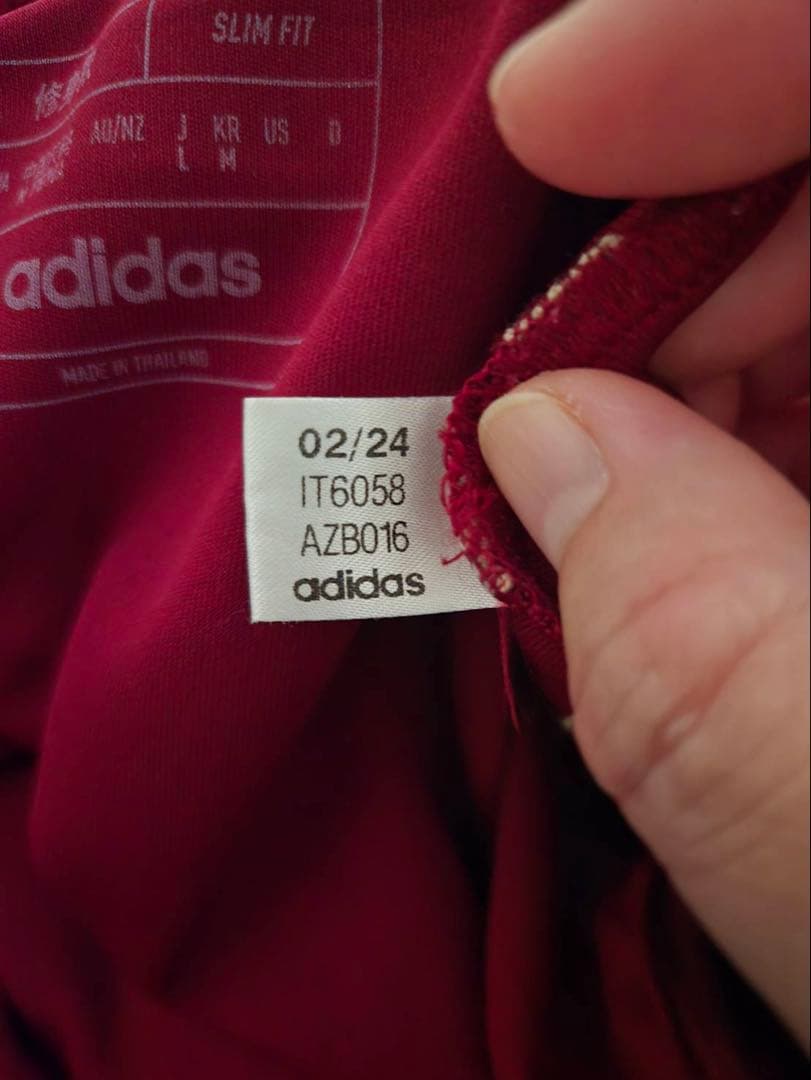 SLIM FIT
AU/NZ J KR US D
L M
adidas
MADE IN THAILAND
02/24
IT6058
AZB016
adidas